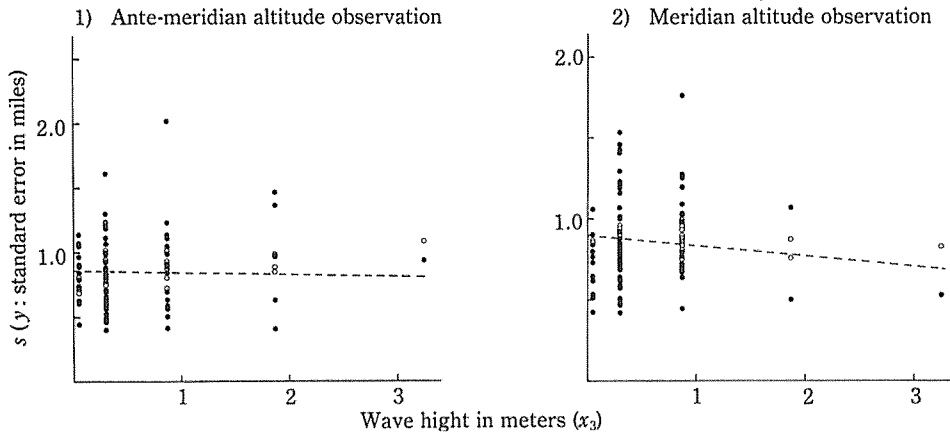 1) Ante-meridian altitude observation
2) Meridian altitude observation
s (y : standard error in miles)
2.0
1.0
2.0
1.0
1 2 3
1 2 3
Wave hight in meters (x₃)